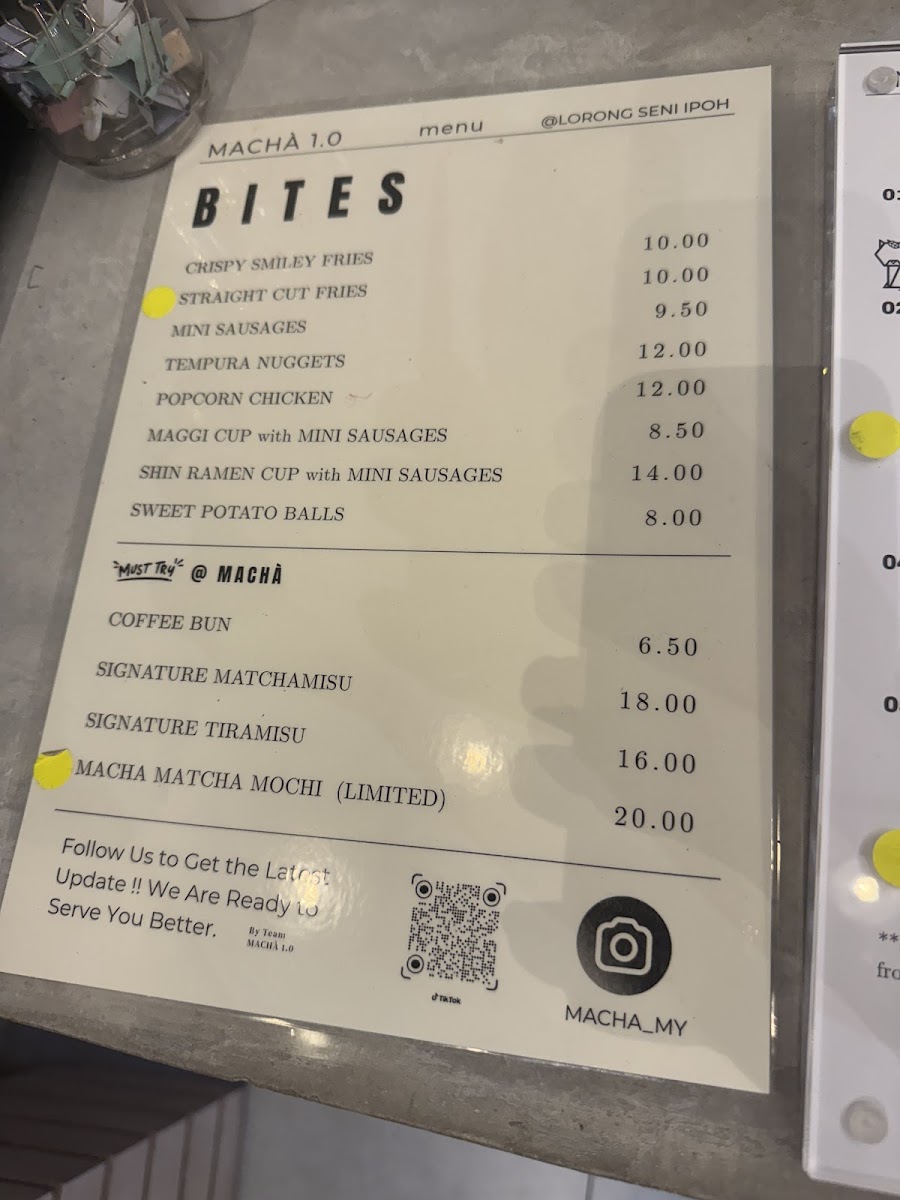 MACHÀ 1.0 menu @LORONG SENI IPOH
BITES
CRISPY SMILEY FRIES 10.00
STRAIGHT CUT FRIES 10.00
MINI SAUSAGES 9.50
TEMPURA NUGGETS 12.00
POPCORN CHICKEN 12.00
MAGGI CUP with MINI SAUSAGES 8.50
SHIN RAMEN CUP with MINI SAUSAGES 14.00
SWEET POTATO BALLS 8.00
"MUST TRY" @ MACHÀ
COFFEE BUN 6.50
SIGNATURE MATCHAMISU 18.00
SIGNATURE TIRAMISU 16.00
MACHA MATCHA MOCHI (LIMITED) 20.00
Follow Us to Get the Latest
Update !! We Are Ready to
Serve You Better.
By Team
MACHÀ 1.0
TikTok
MACHA_MY
02
04
**